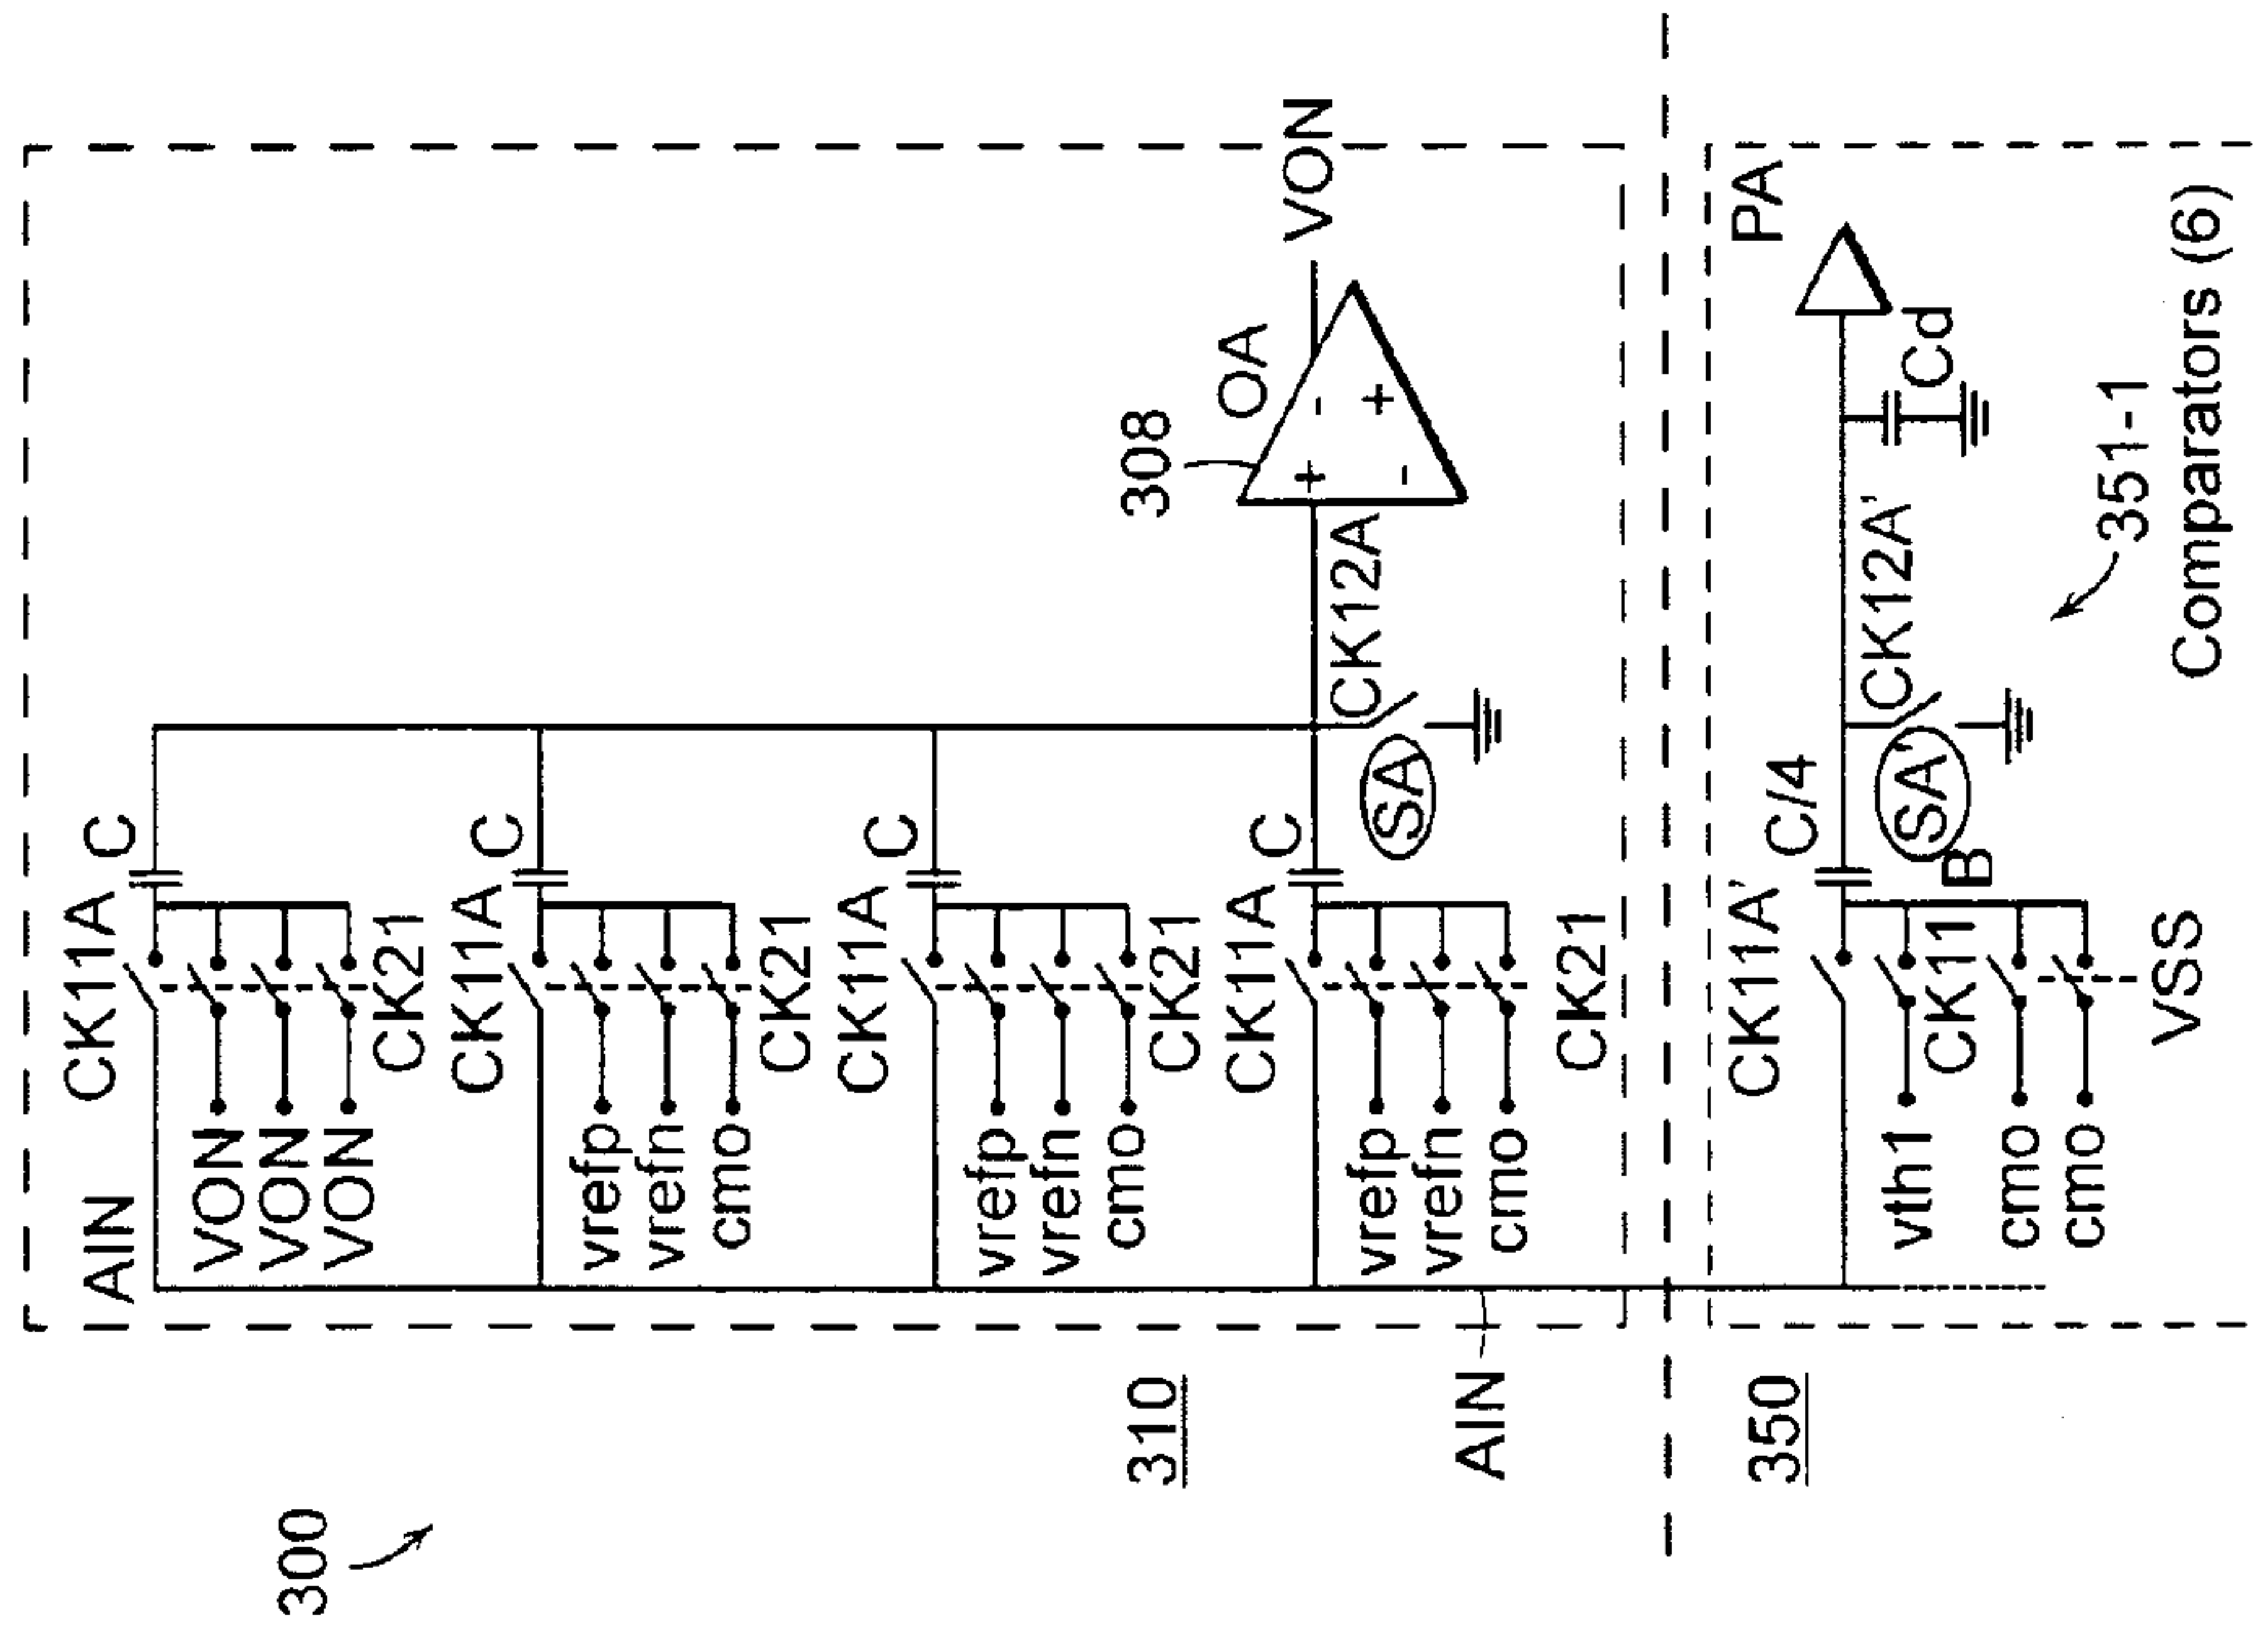 300
310
AIN
350
AIN
CK11A
C
VON
VON
VON
CK21
CK11A
C
vrefp
vrefn
cmo
CK21
CK11A
C
vrefp
vrefn
cmo
CK21
CK11A
C
vrefp
vrefn
cmo
CK21
SA
CK12A
308
OA
+
-
-
+
VON
CK11A'
C/4
vth1
CK11
B
cmo
cmo
VSS
SA'
CK12A'
Cd
PA
351-1
Comparators (6)